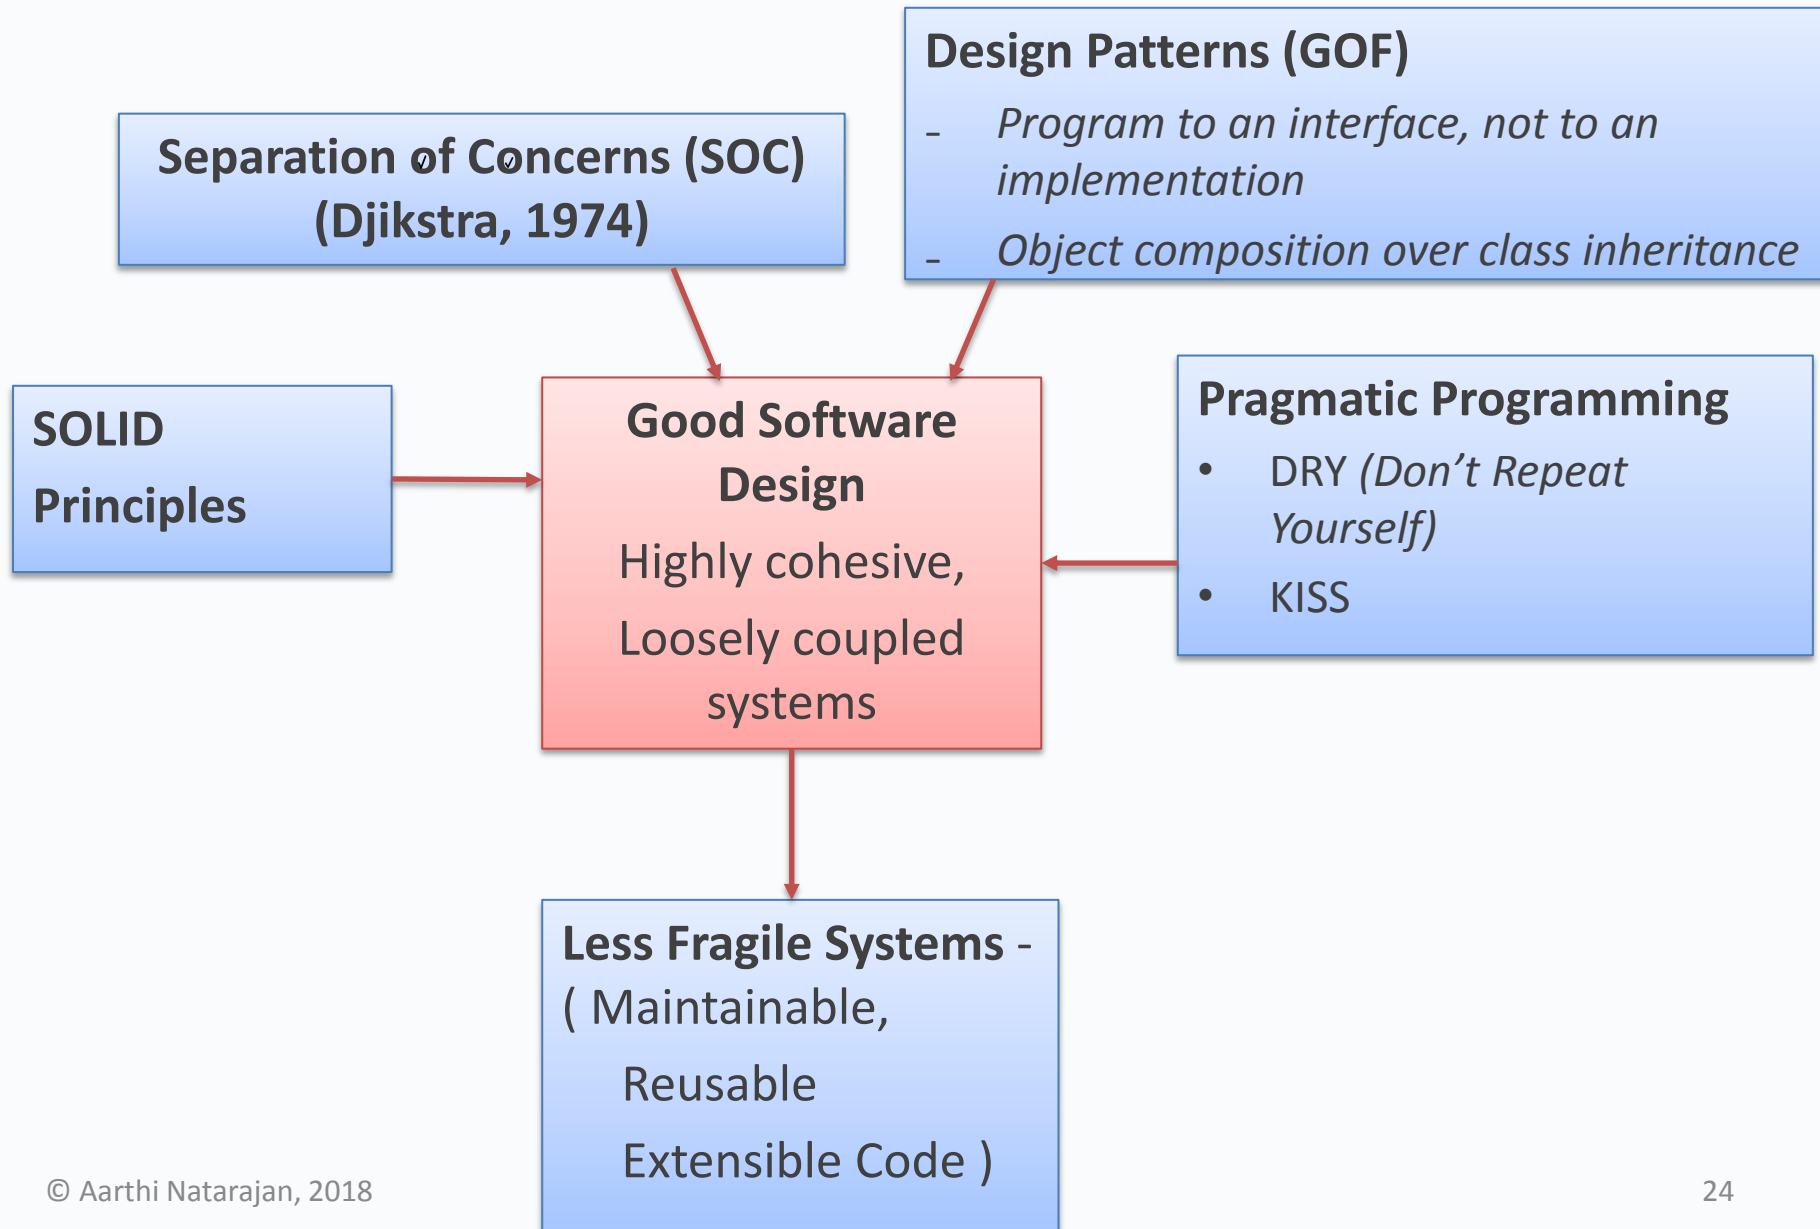 Design Patterns (GOF)
- Program to an interface, not to an
implementation
- Object composition over class inheritance
Separation of Concerns (SOC)
(Djikstra, 1974)
SOLID
Principles
Good Software
Design
Highly cohesive,
Loosely coupled
systems
Pragmatic Programming
• DRY (Don’t Repeat
Yourself)
• KISS
Less Fragile Systems -
( Maintainable,
Reusable
Extensible Code )
© Aarthi Natarajan, 2018
24